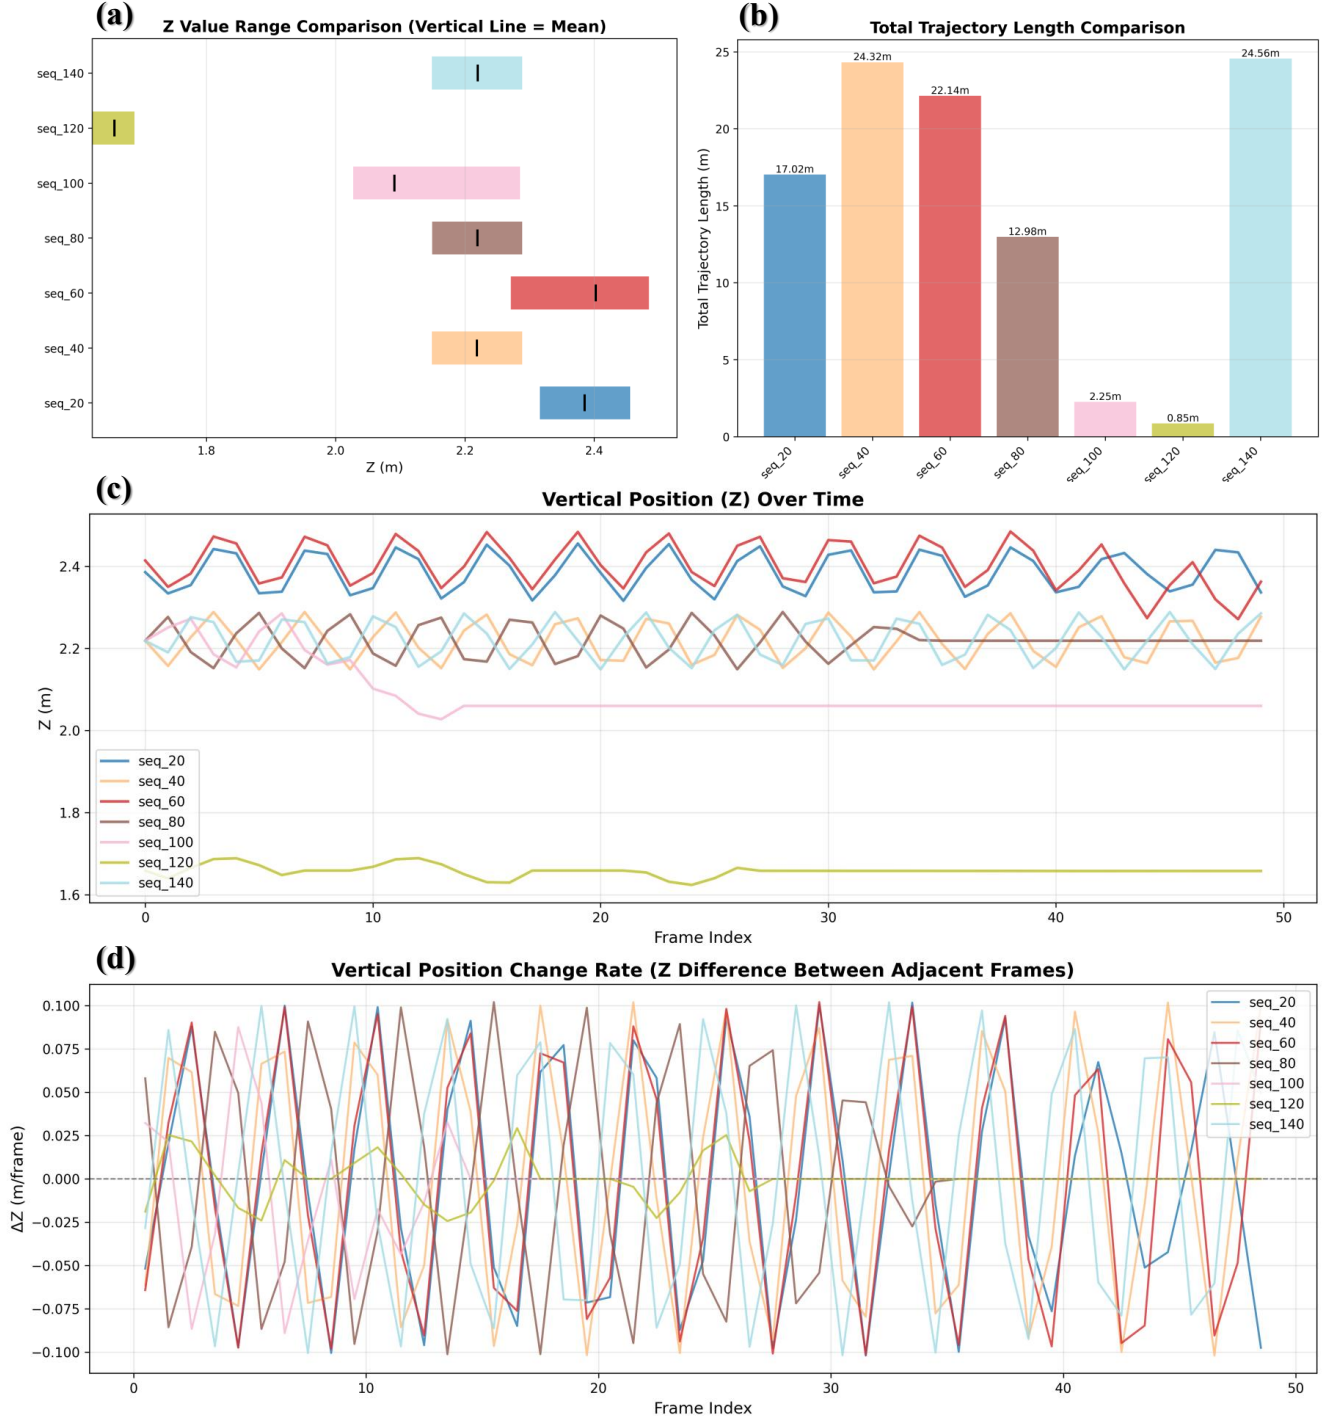 (a)
Z Value Range Comparison (Vertical Line = Mean)
seq_140
seq_120
seq_100
seq_80
seq_60
seq_40
seq_20
1.8
2.0
2.2
2.4
Z (m)
(b)
Total Trajectory Length Comparison
Total Trajectory Length (m)
25
20
15
10
5
0
17.02m
24.32m
22.14m
12.98m
2.25m
0.85m
24.56m
seq_20
seq_40
seq_60
seq_80
seq_100
seq_120
seq_140
(c)
Vertical Position (Z) Over Time
Z (m)
2.4
2.2
2.0
1.8
1.6
seq_20
seq_40
seq_60
seq_80
seq_100
seq_120
seq_140
0
10
20
30
40
50
Frame Index
(d)
Vertical Position Change Rate (Z Difference Between Adjacent Frames)
ΔZ (m/frame)
0.100
0.075
0.050
0.025
0.000
−0.025
−0.050
−0.075
−0.100
seq_20
seq_40
seq_60
seq_80
seq_100
seq_120
seq_140
0
10
20
30
40
50
Frame Index